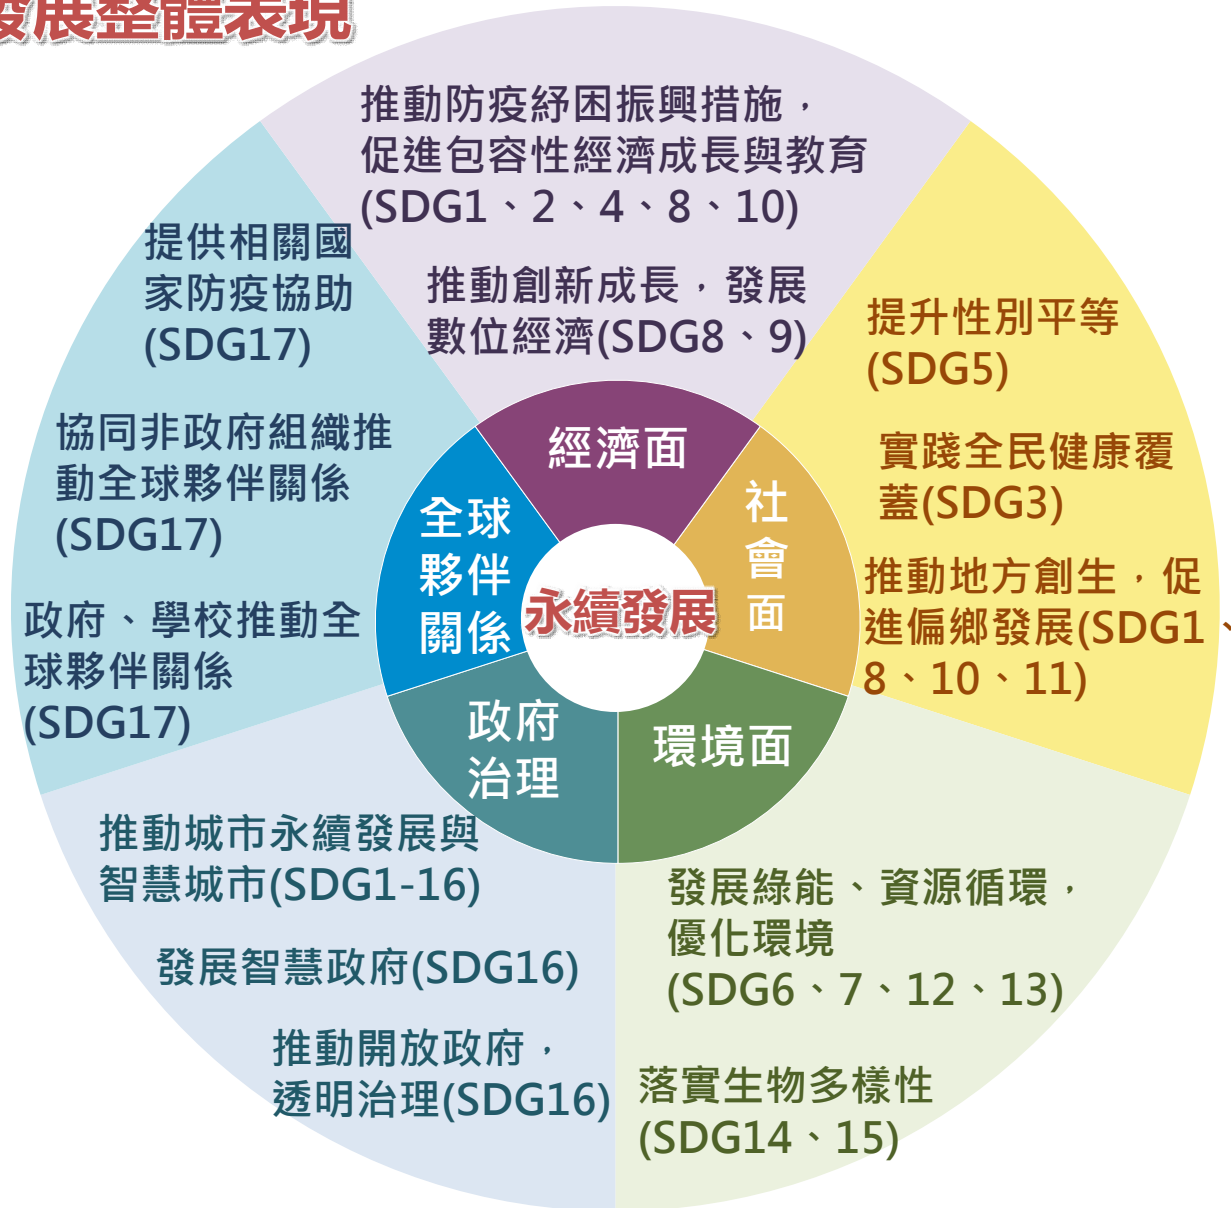 發展整體表現
推動防疫紓困振興措施，
促進包容性經濟成長與教育
(SDG1、2、4、8、10)
推動創新成長，發展
數位經濟(SDG8、9)
提供相關國
家防疫協助
(SDG17)
協同非政府組織推
動全球夥伴關係
(SDG17)
政府、學校推動全
球夥伴關係
(SDG17)
提升性別平等
(SDG5)
實踐全民健康覆
蓋(SDG3)
推動地方創生，促
進偏鄉發展(SDG1、
8、10、11)
經濟面
社
會
面
全球
夥伴
關係
永續發展
政府
治理
環境面
推動城市永續發展與
智慧城市(SDG1-16)
發展智慧政府(SDG16)
推動開放政府，
透明治理(SDG16)
發展綠能、資源循環，
優化環境
(SDG6、7、12、13)
落實生物多樣性
(SDG14、15)